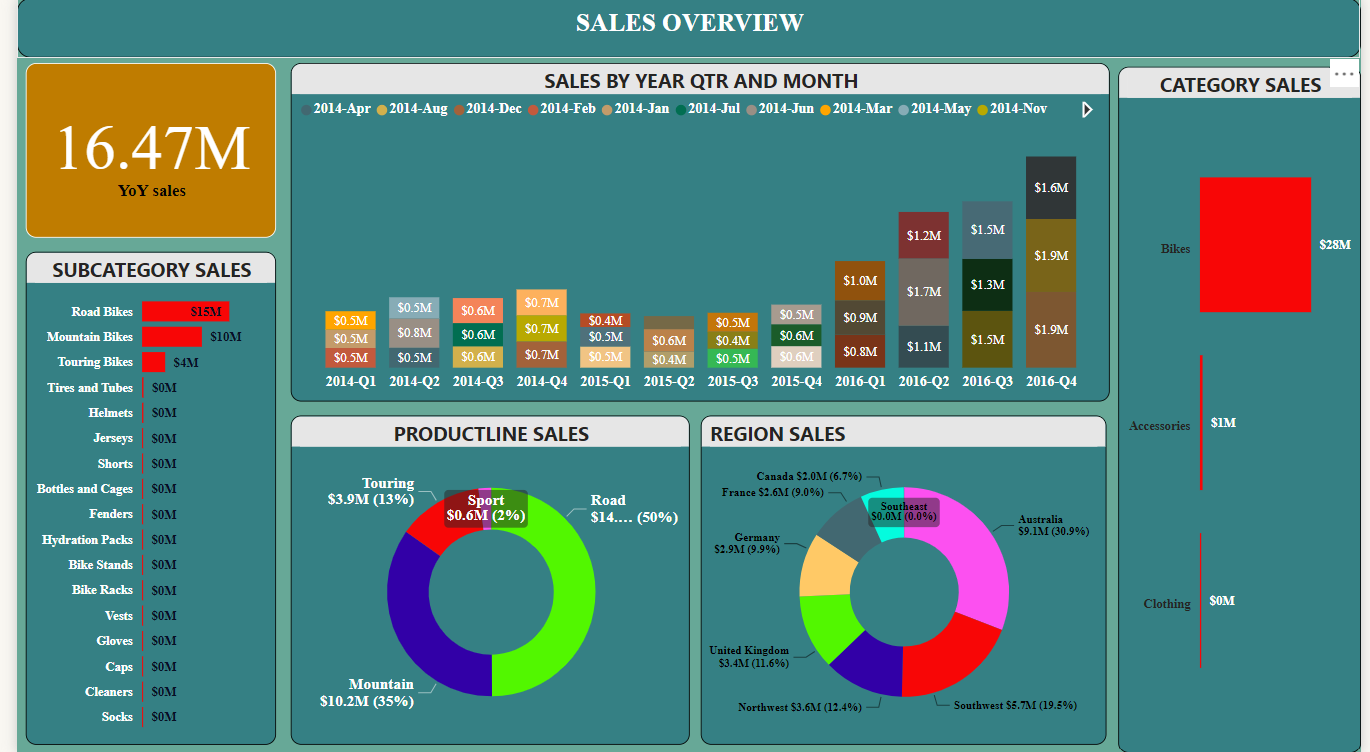 SALES OVERVIEW
16.47M
YoY sales
SUBCATEGORY SALES
Road Bikes $15M
Mountain Bikes $10M
Touring Bikes $4M
Tires and Tubes $0M
Helmets $0M
Jerseys $0M
Shorts $0M
Bottles and Cages $0M
Fenders $0M
Hydration Packs $0M
Bike Stands $0M
Bike Racks $0M
Vests $0M
Gloves $0M
Caps $0M
Cleaners $0M
Socks $0M
SALES BY YEAR QTR AND MONTH
2014-Apr 2014-Aug 2014-Dec 2014-Feb 2014-Jan 2014-Jul 2014-Jun 2014-Mar 2014-May 2014-Nov
$0.5M
$0.5M
$0.5M
2014-Q1
$0.5M
$0.8M
$0.5M
2014-Q2
$0.6M
$0.6M
$0.6M
2014-Q3
$0.7M
$0.7M
$0.7M
2014-Q4
$0.4M
$0.5M
$0.5M
2015-Q1
$0.6M
$0.4M
2015-Q2
$0.5M
$0.4M
$0.5M
2015-Q3
$0.5M
$0.6M
$0.6M
2015-Q4
$1.0M
$0.9M
$0.8M
2016-Q1
$1.2M
$1.7M
$1.1M
2016-Q2
$1.5M
$1.3M
$1.5M
2016-Q3
$1.6M
$1.9M
$1.9M
2016-Q4
PRODUCTLINE SALES
Touring
$3.9M (13%)
Sport
$0.6M (2%)
Road
$14.… (50%)
Mountain
$10.2M (35%)
REGION SALES
Canada $2.0M (6.7%)
France $2.6M (9.0%)
Southeast
$0.0M (0.0%)
Australia
$9.1M (30.9%)
Germany
$2.9M (9.9%)
United Kingdom
$3.4M (11.6%)
Northwest $3.6M (12.4%)
Southwest $5.7M (19.5%)
CATEGORY SALES
Bikes $28M
Accessories $1M
Clothing $0M